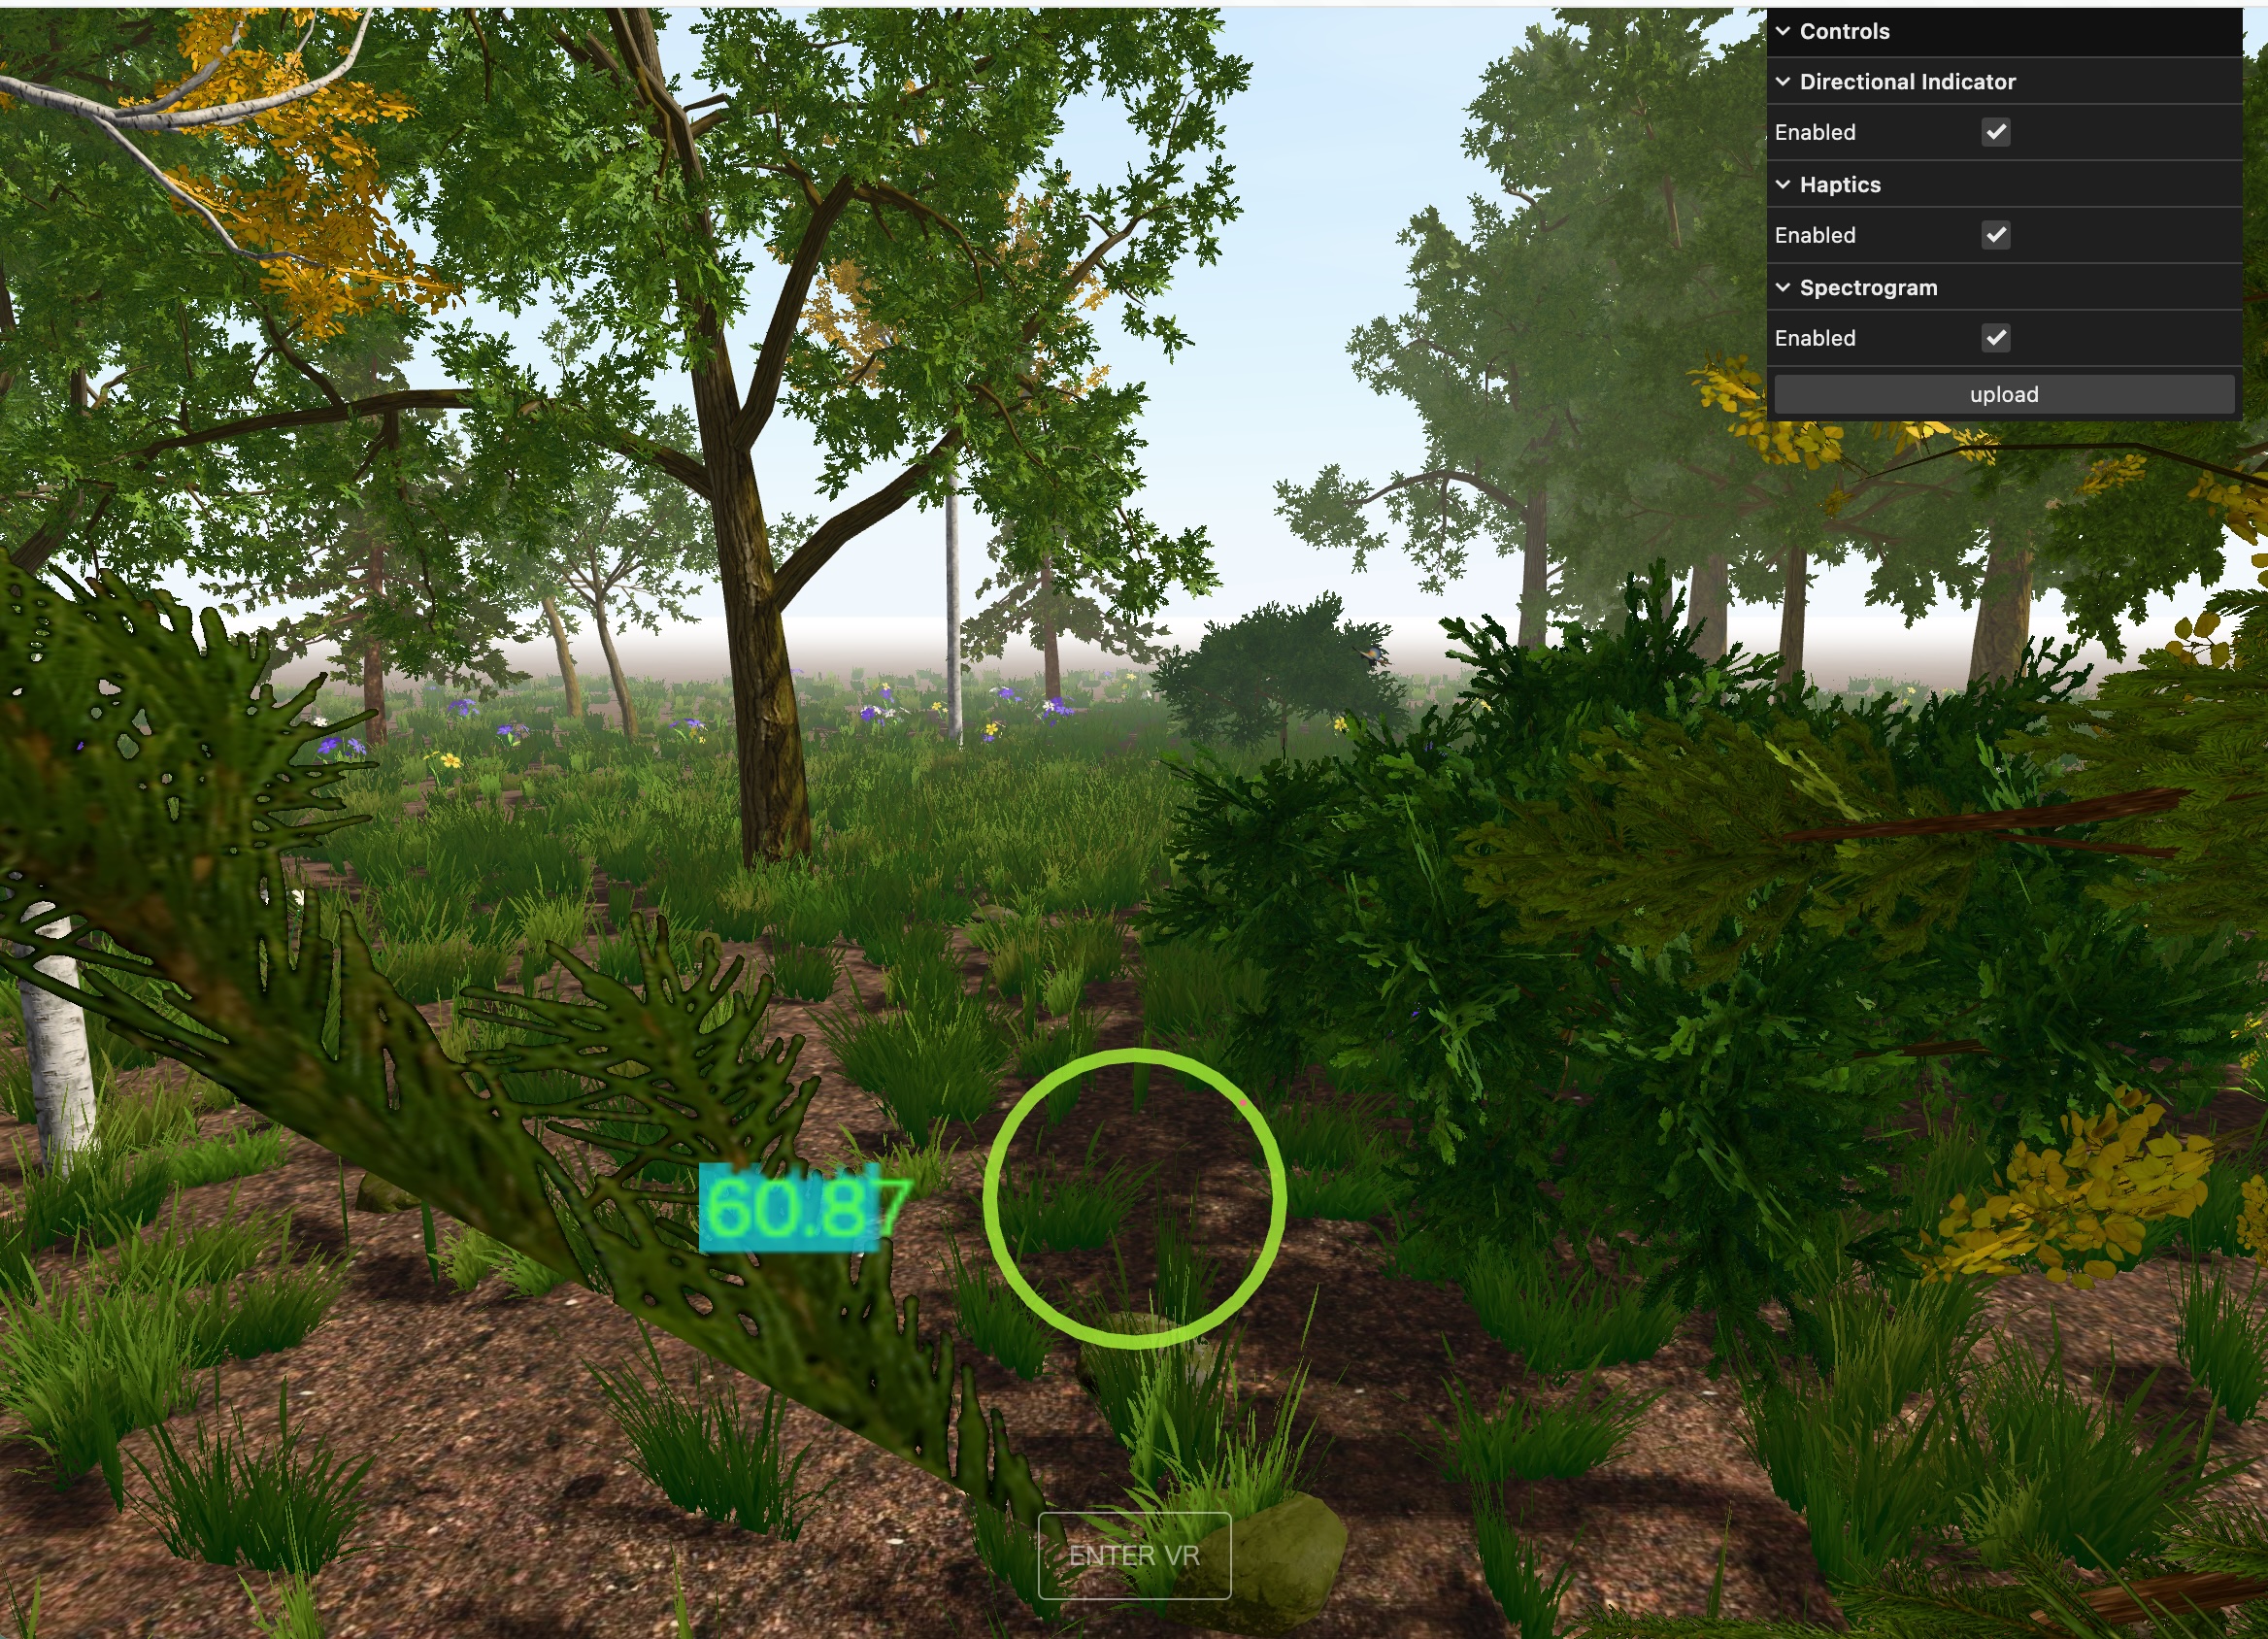 Controls
Directional Indicator
Enabled
Haptics
Enabled
Spectrogram
Enabled
upload
60.87
ENTER VR